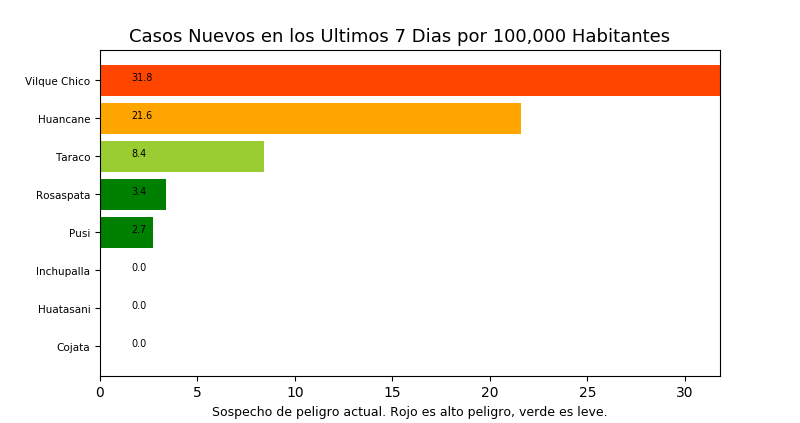 Casos Nuevos en los Ultimos 7 Dias por 100,000 Habitantes
Vilque Chico 31.8
Huancane 21.6
Taraco 8.4
Rosaspata 3.4
Pusi 2.7
Inchupalla 0.0
Huatasani 0.0
Cojata 0.0
0 5 10 15 20 25 30
Sospecho de peligro actual. Rojo es alto peligro, verde es leve.